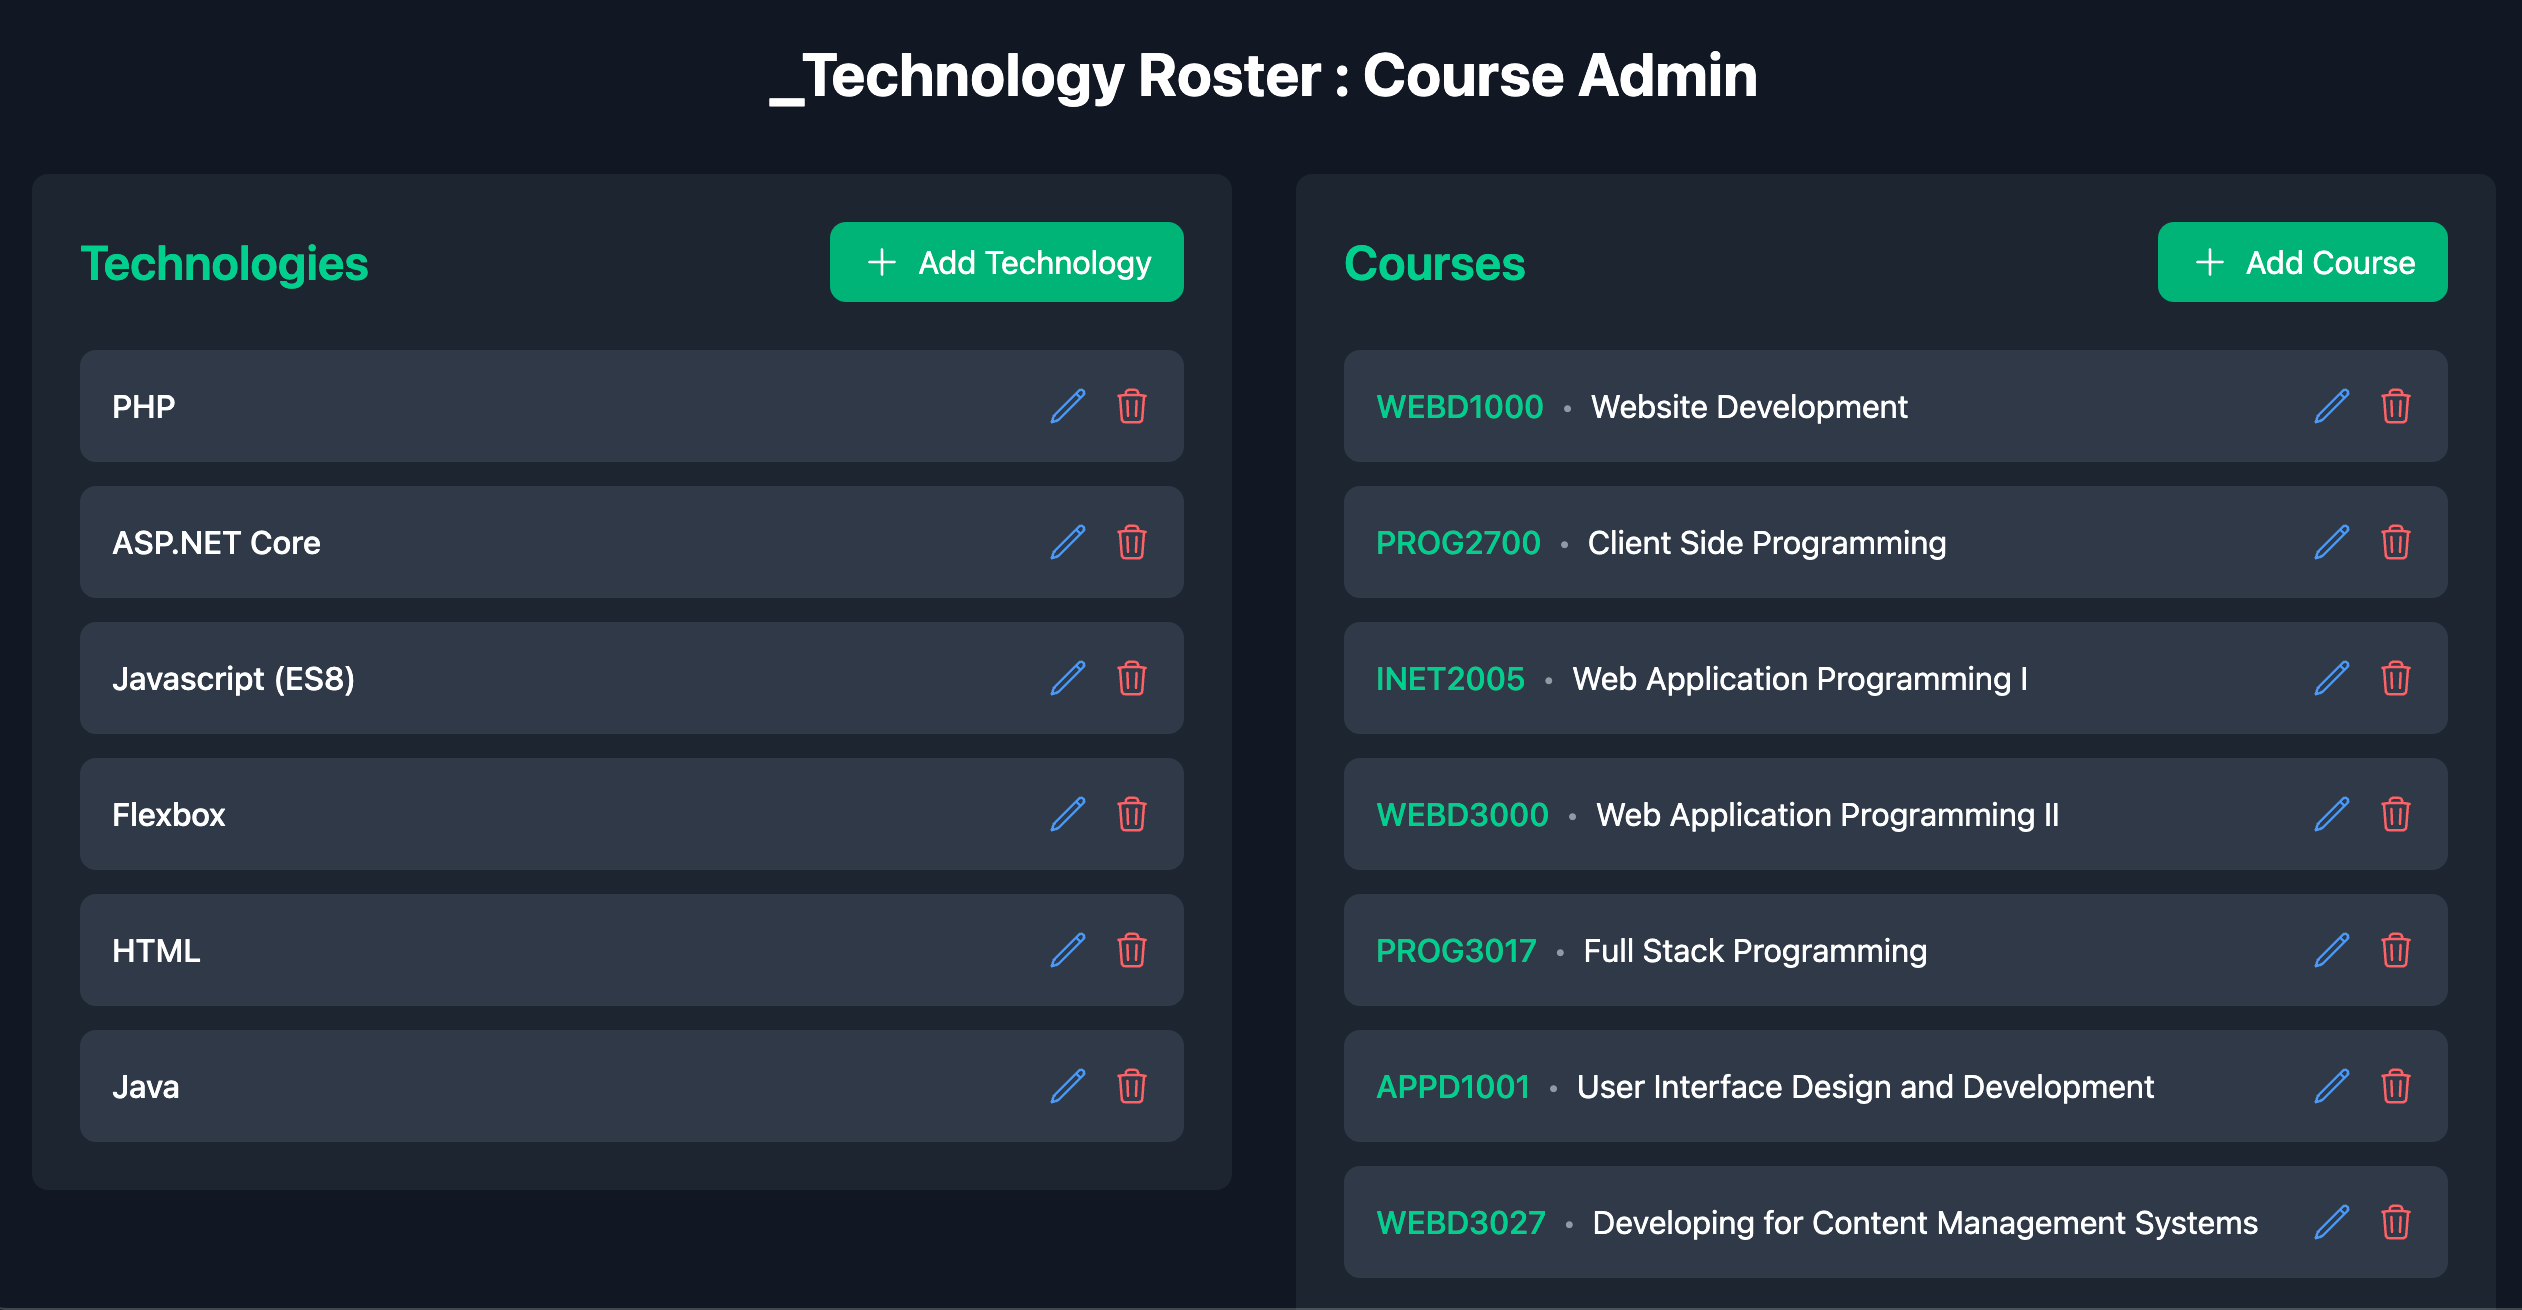 _Technology Roster : Course Admin
Technologies
Add Technology
PHP
ASP.NET Core
Javascript (ES8)
Flexbox
HTML
Java
Courses
Add Course
WEBD1000 • Website Development
PROG2700 • Client Side Programming
INET2005 • Web Application Programming I
WEBD3000 • Web Application Programming II
PROG3017 • Full Stack Programming
APPD1001 • User Interface Design and Development
WEBD3027 • Developing for Content Management Systems